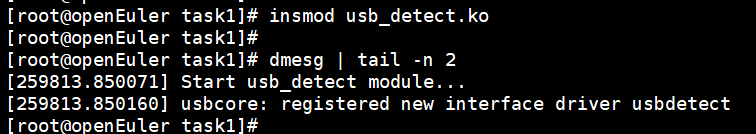 [root@openEuler task1]# insmod usb_detect.ko
[root@openEuler task1]#
[root@openEuler task1]# dmesg | tail -n 2
[259813.850071] Start usb_detect module...
[259813.850160] usbcore: registered new interface driver usbdetect
[root@openEuler task1]#